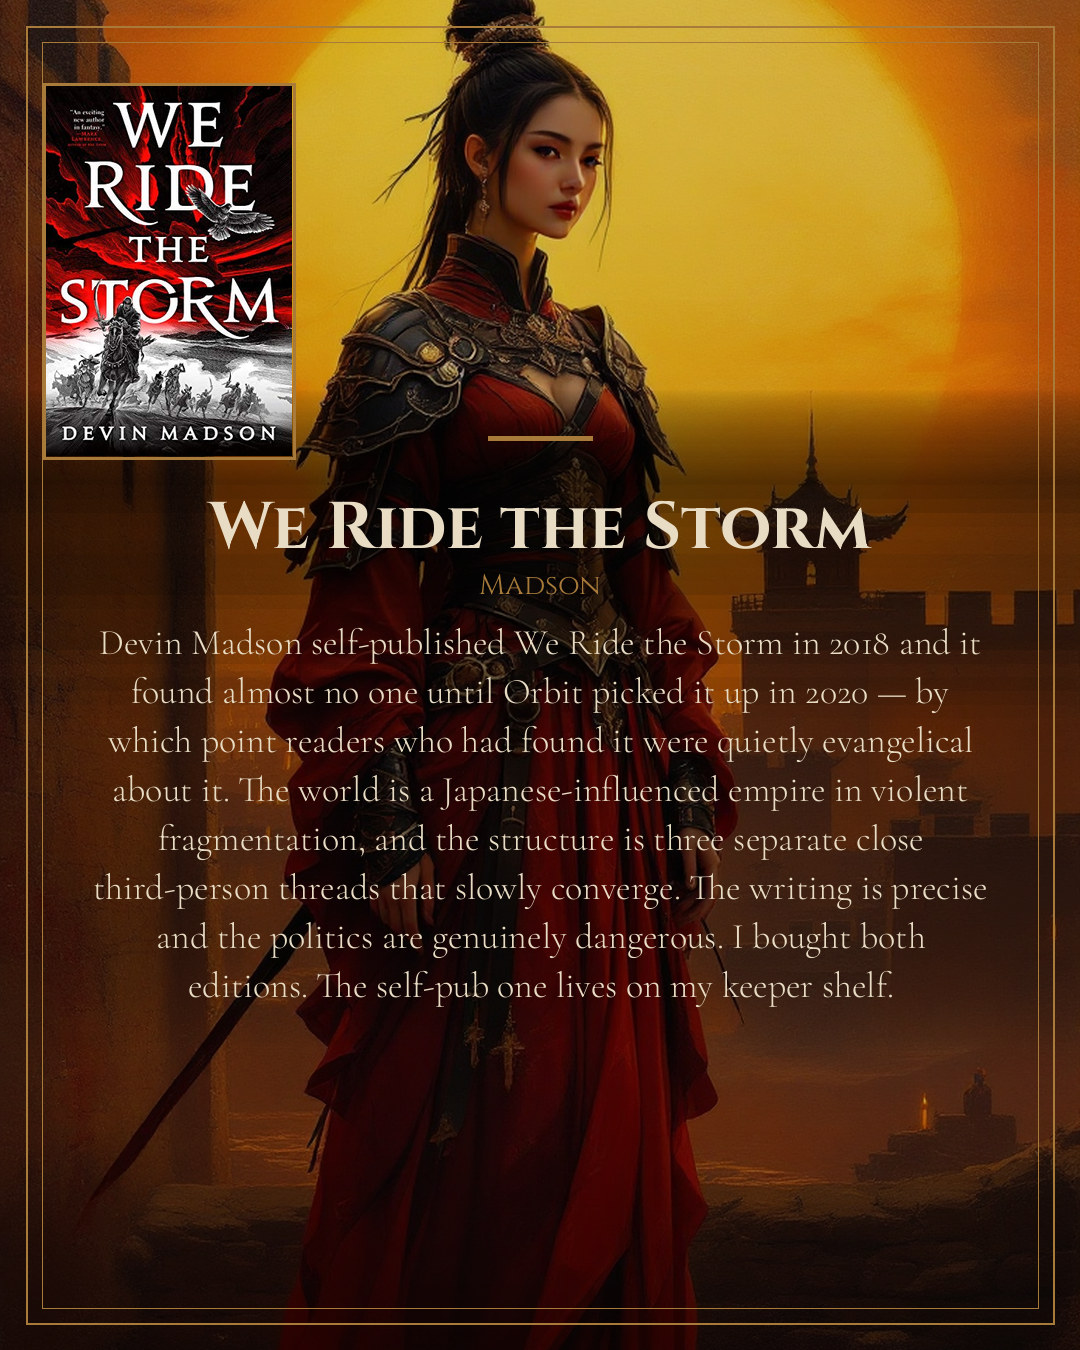 "An exciting
new author
in fantasy."
WE
RIDE
THE
STORM
DEVIN MADSON
We Ride the Storm
Madson
Devin Madson self-published We Ride the Storm in 2018 and it
found almost no one until Orbit picked it up in 2020 — by
which point readers who had found it were quietly evangelical
about it. The world is a Japanese-influenced empire in violent
fragmentation, and the structure is three separate close
third-person threads that slowly converge. The writing is precise
and the politics are genuinely dangerous. I bought both
editions. The self-pub one lives on my keeper shelf.